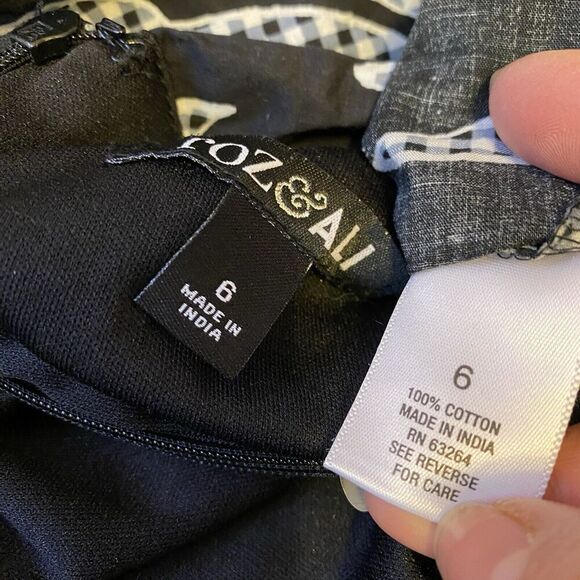 ROZ & ALI
6
MADE IN
INDIA
6
100% COTTON
MADE IN INDIA
RN 63264
SEE REVERSE
FOR CARE